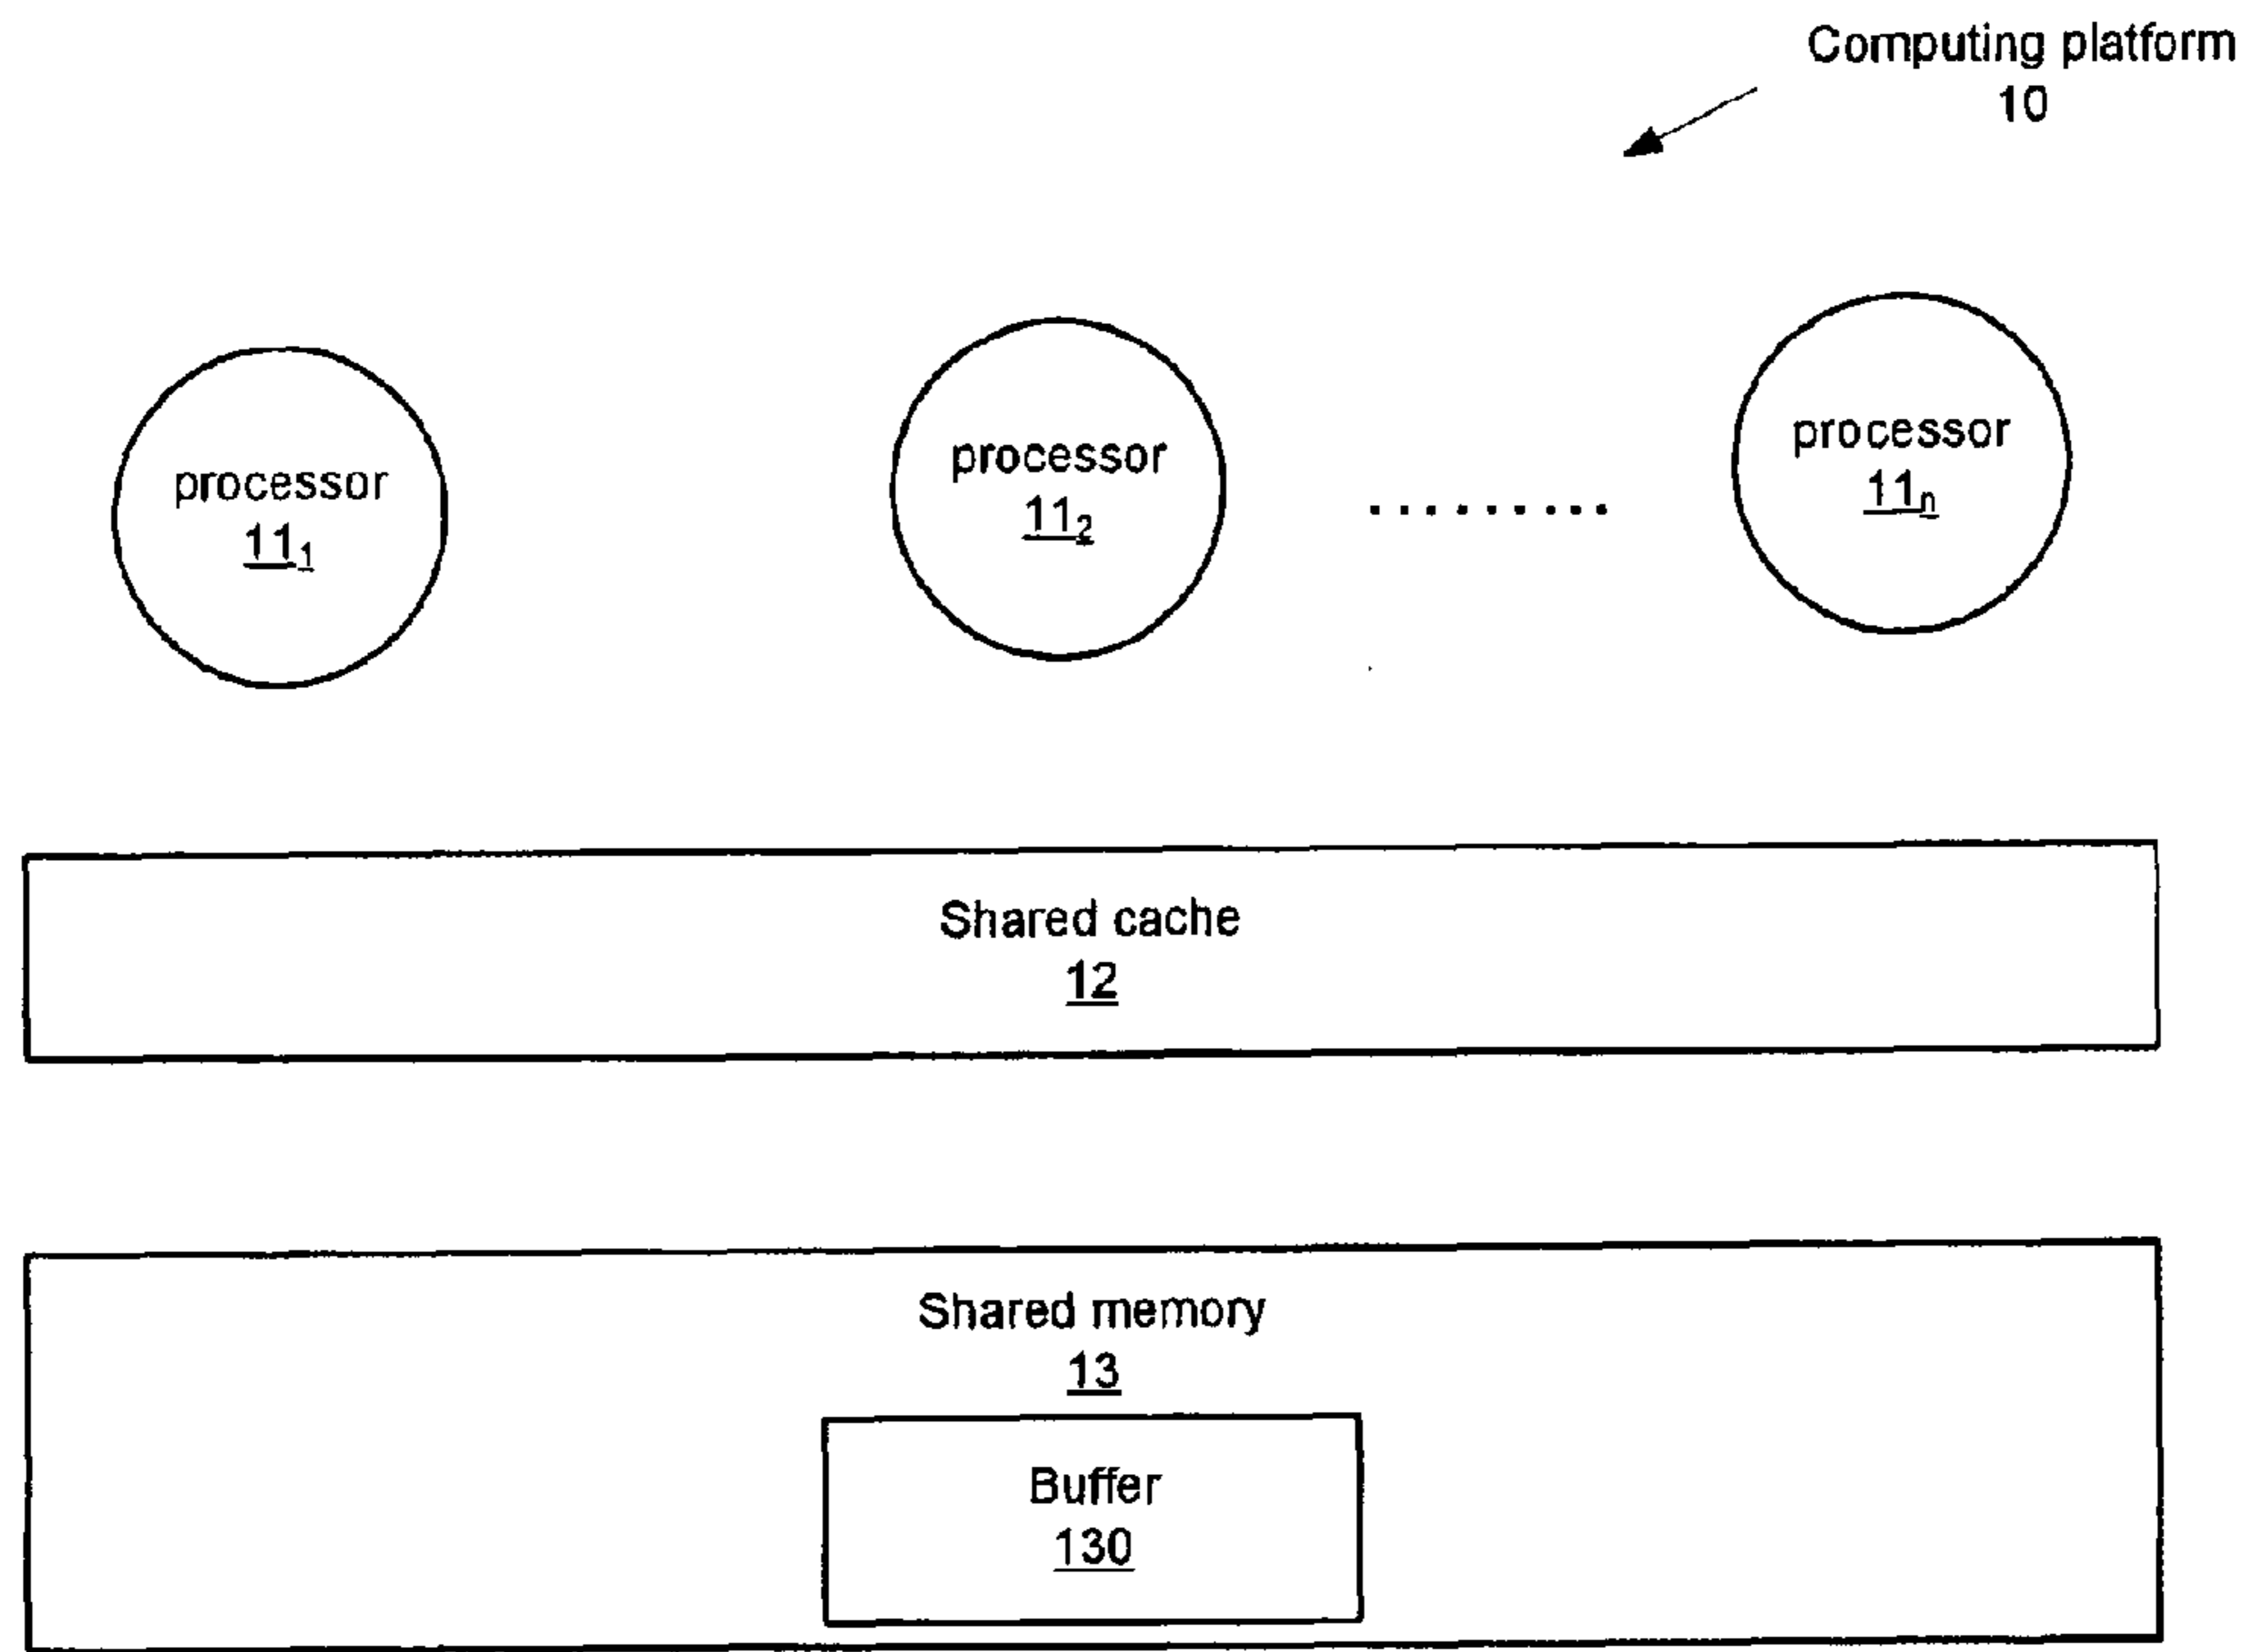 Computing platform
10
processor
11₁
processor
11₂
.........
processor
11ₙ
Shared cache
12
Shared memory
13
Buffer
130